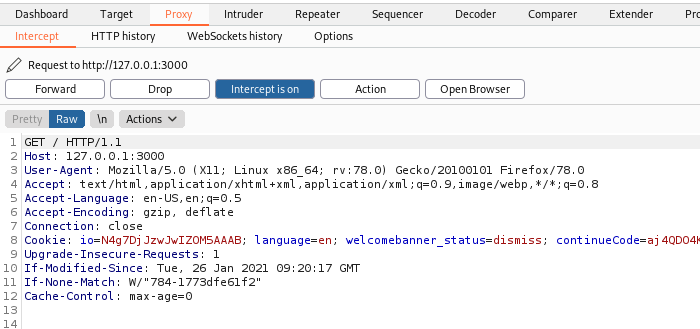 Dashboard Target Proxy Intruder Repeater Sequencer Decoder Comparer Extender
Intercept HTTP history WebSockets history Options
Request to http://127.0.0.1:3000
Forward Drop Intercept is on Action Open Browser
Pretty Raw \n Actions
1 GET / HTTP/1.1
2 Host: 127.0.0.1:3000
3 User-Agent: Mozilla/5.0 (X11; Linux x86_64; rv:78.0) Gecko/20100101 Firefox/78.0
4 Accept: text/html,application/xhtml+xml,application/xml;q=0.9,image/webp,*/*;q=0.8
5 Accept-Language: en-US,en;q=0.5
6 Accept-Encoding: gzip, deflate
7 Connection: close
8 Cookie: io=N4g7DjJzwJwIZOM5AAAB; language=en; welcomebanner_status=dismiss; continueCode=aj4QDO4K
9 Upgrade-Insecure-Requests: 1
10 If-Modified-Since: Tue, 26 Jan 2021 09:20:17 GMT
11 If-None-Match: W/"784-1773dfe61f2"
12 Cache-Control: max-age=0
13
14